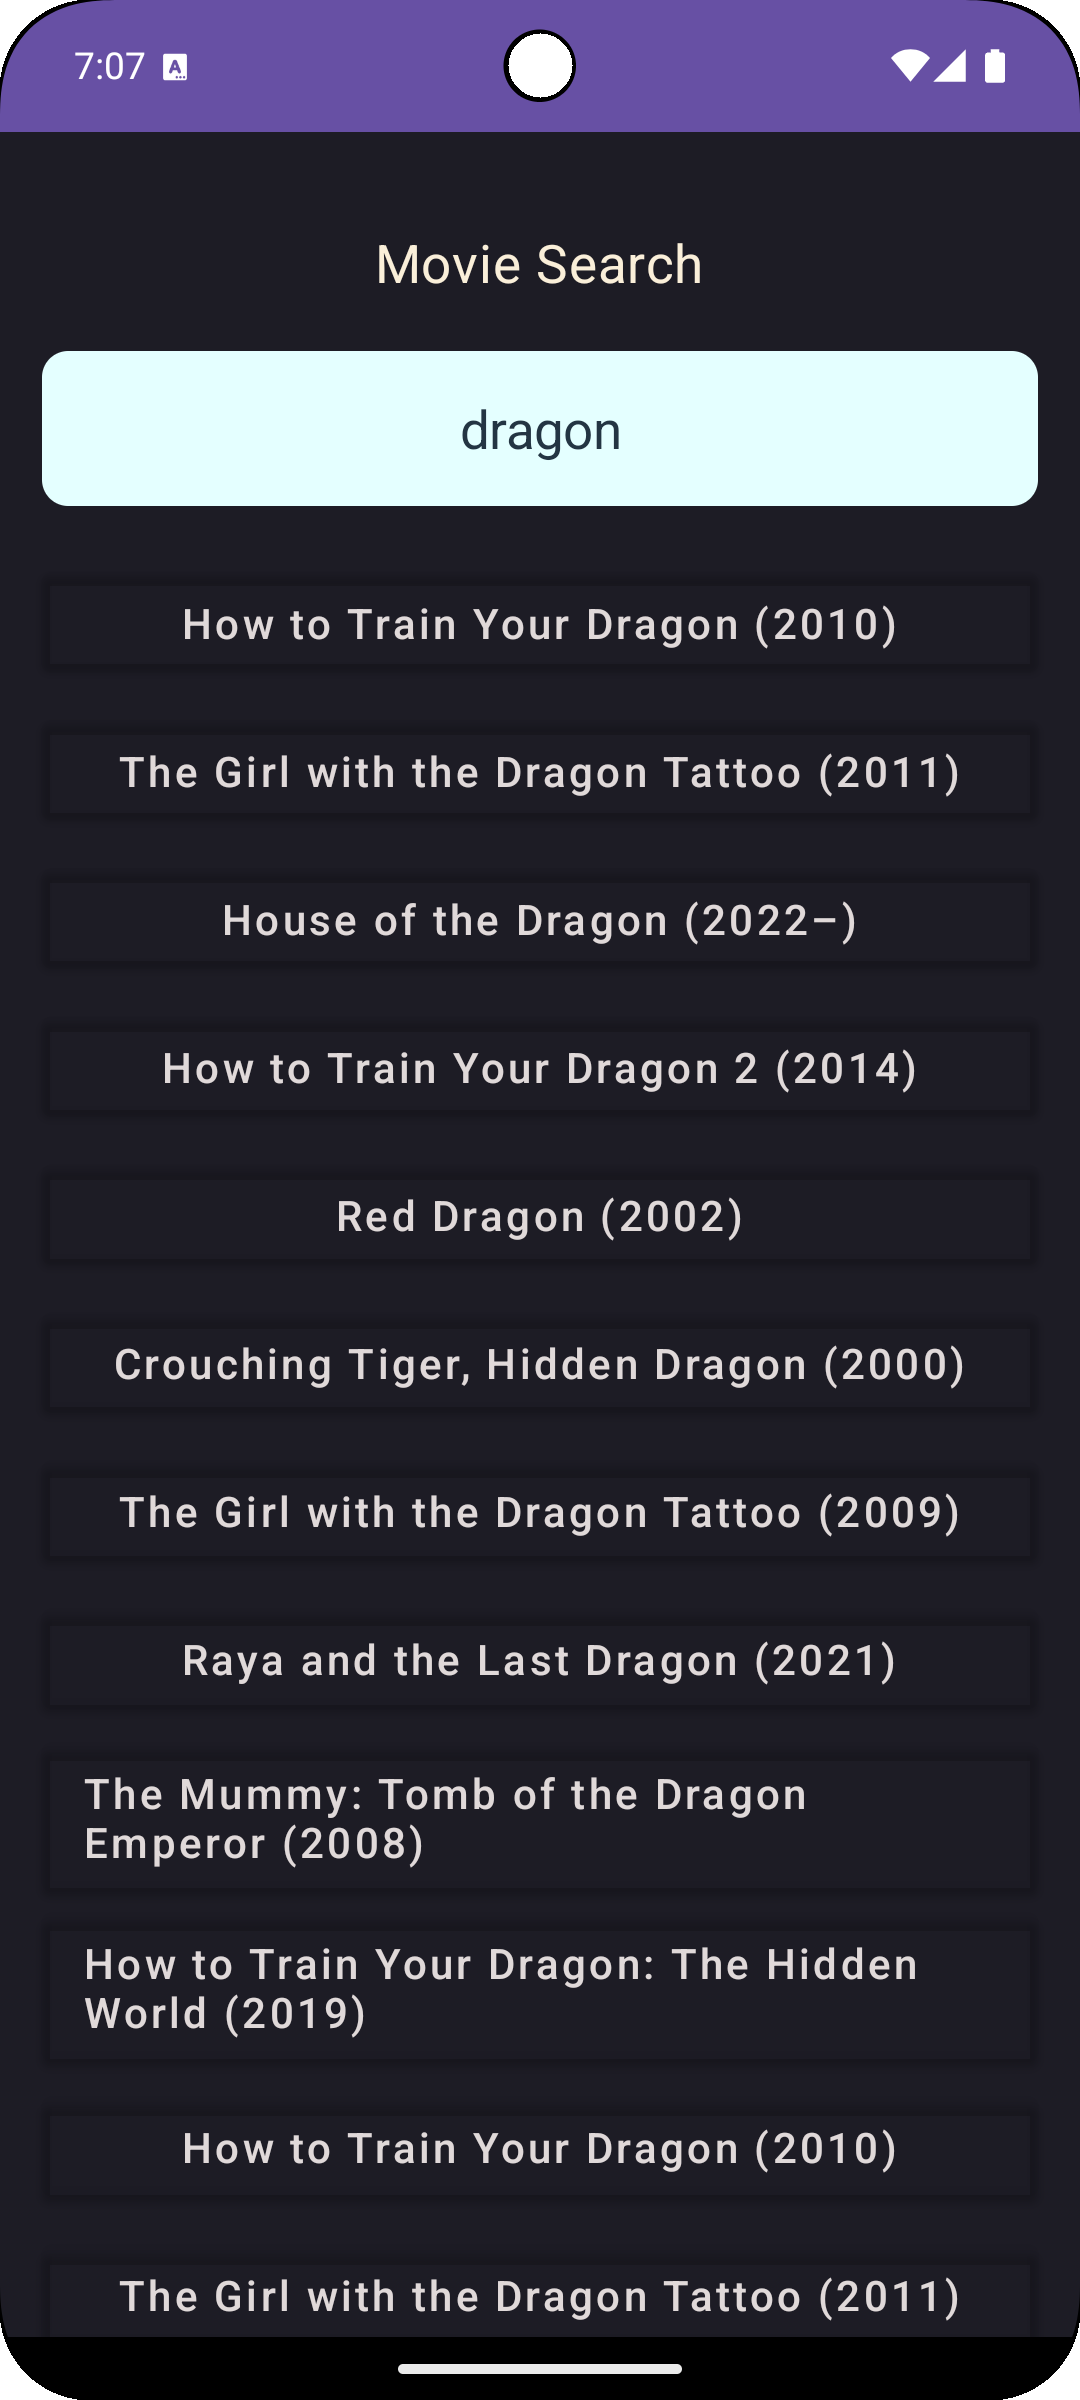 7:07
Movie Search
dragon
How to Train Your Dragon (2010)
The Girl with the Dragon Tattoo (2011)
House of the Dragon (2022–)
How to Train Your Dragon 2 (2014)
Red Dragon (2002)
Crouching Tiger, Hidden Dragon (2000)
The Girl with the Dragon Tattoo (2009)
Raya and the Last Dragon (2021)
The Mummy: Tomb of the Dragon
Emperor (2008)
How to Train Your Dragon: The Hidden
World (2019)
How to Train Your Dragon (2010)
The Girl with the Dragon Tattoo (2011)